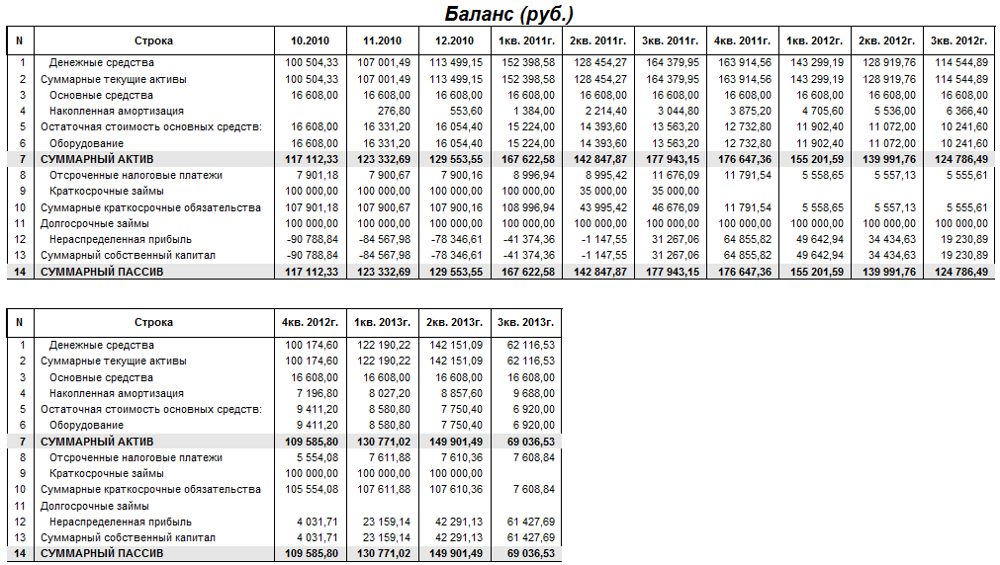 Баланс (руб.)
N Строка 10.2010 11.2010 12.2010 1кв. 2011г. 2кв. 2011г. 3кв. 2011г. 4кв. 2011г. 1кв. 2012г. 2кв. 2012г. 3кв. 2012г.
1 Денежные средства 100 504,33 107 001,49 113 499,15 152 398,58 128 454,27 164 379,95 163 914,56 143 299,19 128 919,76 114 544,89
2 Суммарные текущие активы 100 504,33 107 001,49 113 499,15 152 398,58 128 454,27 164 379,95 163 914,56 143 299,19 128 919,76 114 544,89
3 Основные средства 16 608,00 16 608,00 16 608,00 16 608,00 16 608,00 16 608,00 16 608,00 16 608,00 16 608,00 16 608,00
4 Накопленная амортизация 276,80 553,60 1 384,00 2 214,40 3 044,80 3 875,20 4 705,60 5 536,00 6 366,40
5 Остаточная стоимость основных средств: 16 608,00 16 331,20 16 054,40 15 224,00 14 393,60 13 563,20 12 732,80 11 902,40 11 072,00 10 241,60
6 Оборудование 16 608,00 16 331,20 16 054,40 15 224,00 14 393,60 13 563,20 12 732,80 11 902,40 11 072,00 10 241,60
7 СУММАРНЫЙ АКТИВ 117 112,33 123 332,69 129 553,55 167 622,58 142 847,87 177 943,15 176 647,36 155 201,59 139 991,76 124 786,49
8 Отсроченные налоговые платежи 7 901,18 7 900,67 7 900,16 8 996,94 8 995,42 11 676,09 11 791,54 5 558,65 5 557,13 5 555,61
9 Краткосрочные займы 100 000,00 100 000,00 100 000,00 100 000,00 35 000,00 35 000,00
10 Суммарные краткосрочные обязательства 107 901,18 107 900,67 107 900,16 108 996,94 43 995,42 46 676,09 11 791,54 5 558,65 5 557,13 5 555,61
11 Долгосрочные займы 100 000,00 100 000,00 100 000,00 100 000,00 100 000,00 100 000,00 100 000,00 100 000,00 100 000,00 100 000,00
12 Нераспределенная прибыль -90 788,84 -84 567,98 -78 346,61 -41 374,36 -1 147,55 31 267,06 64 855,82 49 642,94 34 434,63 19 230,89
13 Суммарный собственный капитал -90 788,84 -84 567,98 -78 346,61 -41 374,36 -1 147,55 31 267,06 64 855,82 49 642,94 34 434,63 19 230,89
14 СУММАРНЫЙ ПАССИВ 117 112,33 123 332,69 129 553,55 167 622,58 142 847,87 177 943,15 176 647,36 155 201,59 139 991,76 124 786,49
N Строка 4кв. 2012г. 1кв. 2013г. 2кв. 2013г. 3кв. 2013г.
1 Денежные средства 100 174,60 122 190,22 142 151,09 62 116,53
2 Суммарные текущие активы 100 174,60 122 190,22 142 151,09 62 116,53
3 Основные средства 16 608,00 16 608,00 16 608,00 16 608,00
4 Накопленная амортизация 7 196,80 8 027,20 8 857,60 9 688,00
5 Остаточная стоимость основных средств: 9 411,20 8 580,80 7 750,40 6 920,00
6 Оборудование 9 411,20 8 580,80 7 750,40 6 920,00
7 СУММАРНЫЙ АКТИВ 109 585,80 130 771,02 149 901,49 69 036,53
8 Отсроченные налоговые платежи 5 554,08 7 611,88 7 610,36 7 608,84
9 Краткосрочные займы 100 000,00 100 000,00 100 000,00
10 Суммарные краткосрочные обязательства 105 554,08 107 611,88 107 610,36 7 608,84
11 Долгосрочные займы
12 Нераспределенная прибыль 4 031,71 23 159,14 42 291,13 61 427,69
13 Суммарный собственный капитал 4 031,71 23 159,14 42 291,13 61 427,69
14 СУММАРНЫЙ ПАССИВ 109 585,80 130 771,02 149 901,49 69 036,53